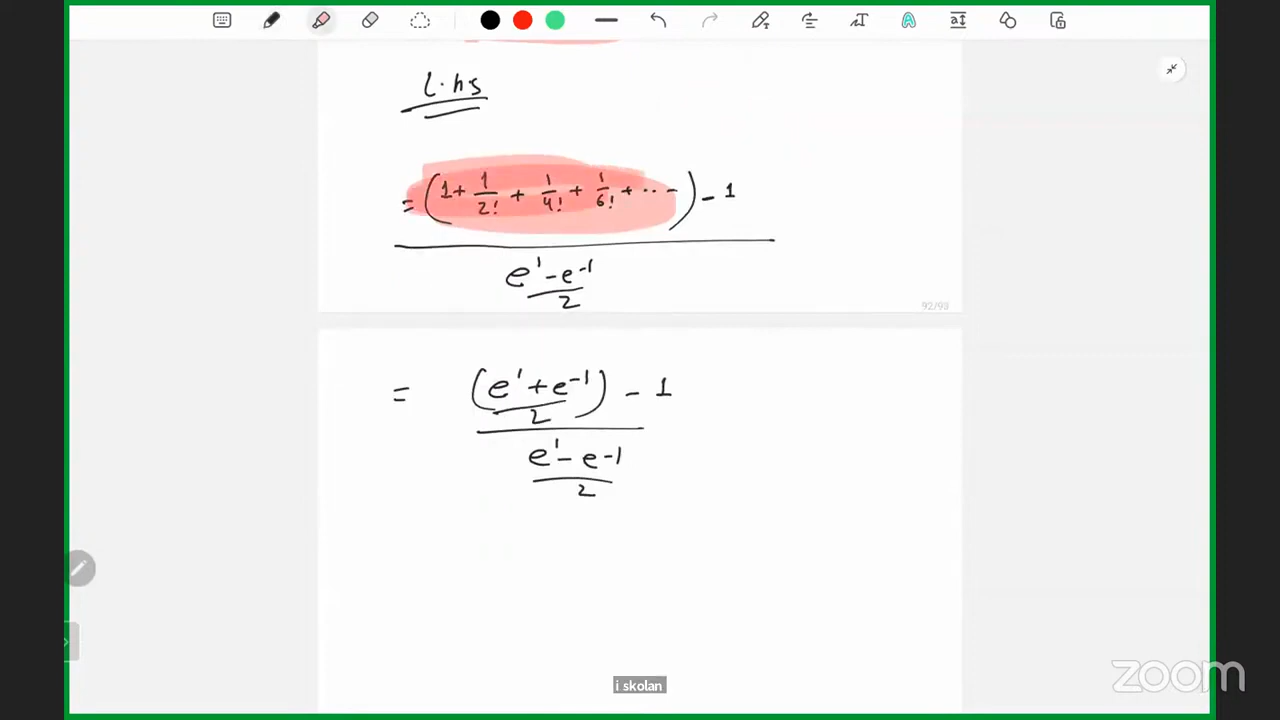 L.h.s
= (1 + 1/2! + 1/4! + 1/6! + ...) - 1
e¹ - e⁻¹
2
92/93
= (e¹ + e⁻¹ / 2) - 1
e¹ - e⁻¹
2
i skolan
zoom